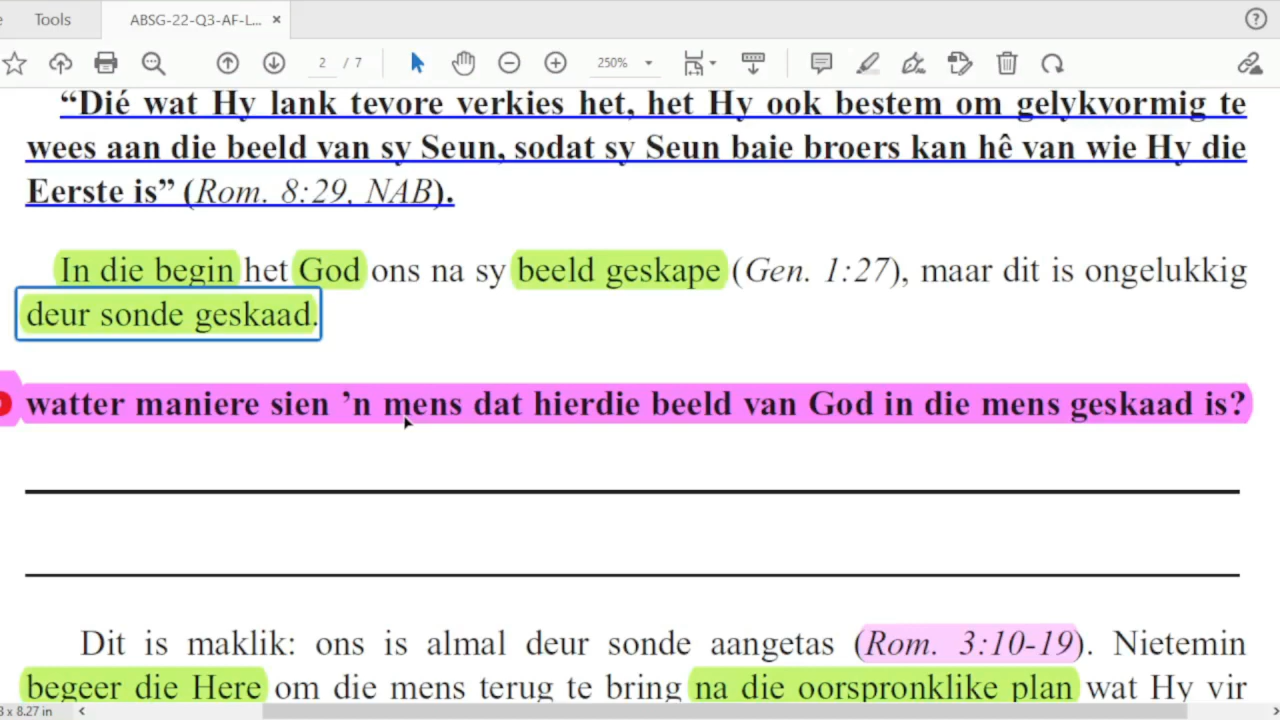 e Tools ABSG-22-Q3-AF-L... ×
2 / 7 250%
“Dié wat Hy lank tevore verkies het, het Hy ook bestem om gelykvormig te
wees aan die beeld van sy Seun, sodat sy Seun baie broers kan hê van wie Hy die
Eerste is” (Rom. 8:29, NAB).
In die begin het God ons na sy beeld geskape (Gen. 1:27), maar dit is ongelukkig
deur sonde geskaad.
watter maniere sien ’n mens dat hierdie beeld van God in die mens geskaad is?
Dit is maklik: ons is almal deur sonde aangetas (Rom. 3:10-19). Nietemin
begeer die Here om die mens terug te bring na die oorspronklike plan wat Hy vir
x 8.27 in